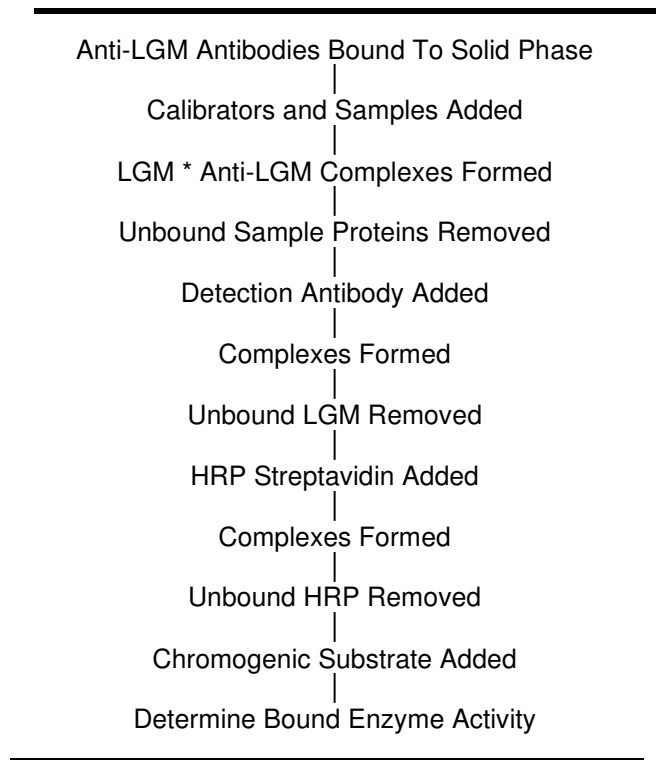 Anti-LGM Antibodies Bound To Solid Phase
Calibrators and Samples Added
LGM * Anti-LGM Complexes Formed
Unbound Sample Proteins Removed
Detection Antibody Added
Complexes Formed
Unbound LGM Removed
HRP Streptavidin Added
Complexes Formed
Unbound HRP Removed
Chromogenic Substrate Added
Determine Bound Enzyme Activity